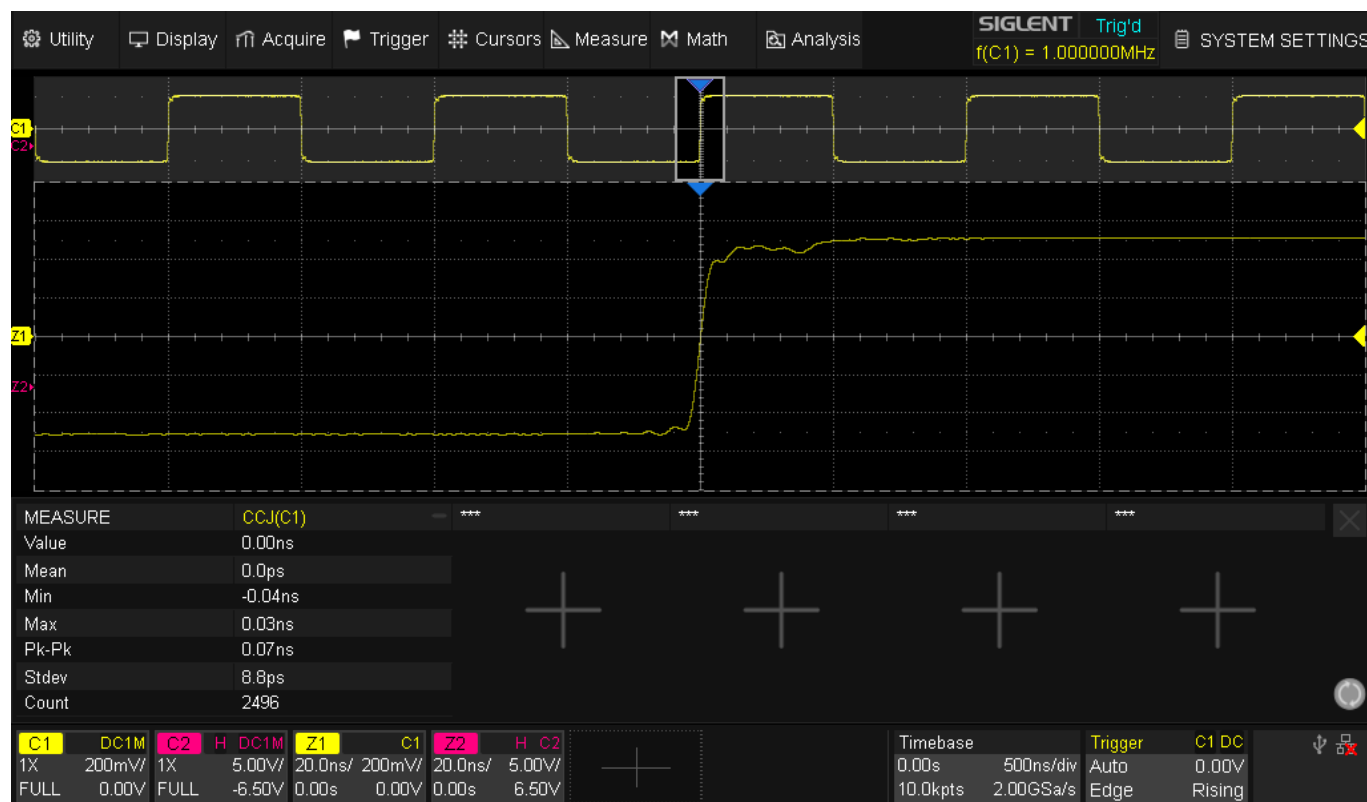 Utility Display Acquire Trigger Cursors Measure Math Analysis SIGLENT Trig'd SYSTEM SETTINGS
f(C1) = 1.000000MHz
C1
C2
Z1
Z2
MEASURE CCJ(C1) *** *** *** ***
Value 0.00ns
Mean 0.0ps
Min -0.04ns
Max 0.03ns
Pk-Pk 0.07ns
Stdev 8.8ps
Count 2496
C1 DC1M C2 H DC1M Z1 C1 Z2 H C2 Timebase Trigger C1 DC
1X 200mV/ 1X 5.00V/ 20.0ns/ 200mV/ 20.0ns/ 5.00V/ 0.00s 500ns/div Auto 0.00V
FULL 0.00V FULL -6.50V 0.00s 0.00V 0.00s 6.50V 10.0kpts 2.00GSa/s Edge Rising